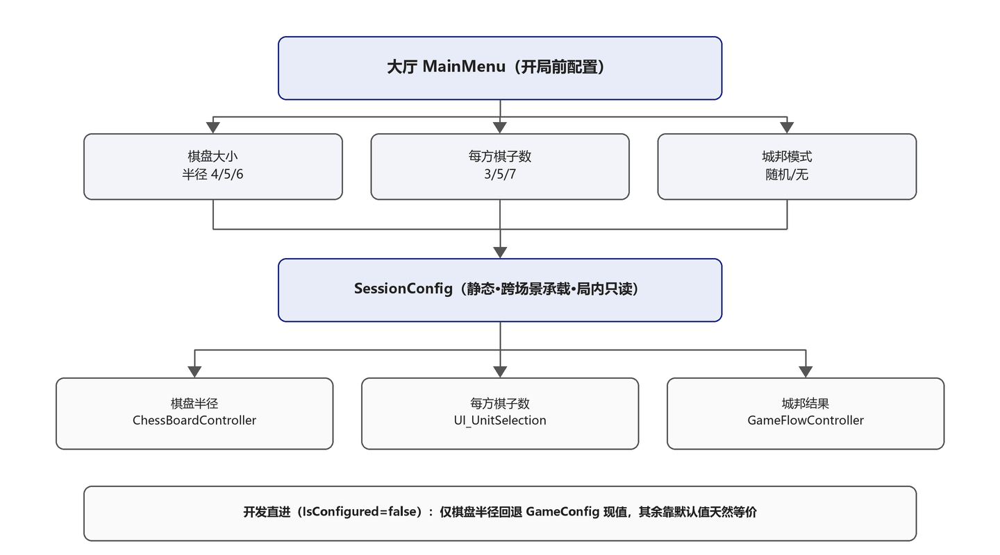 大厅 MainMenu（开局前配置）
棋盘大小
半径 4/5/6
每方棋子数
3/5/7
城邦模式
随机/无
SessionConfig（静态•跨场景承载•局内只读）
棋盘半径
ChessBoardController
每方棋子数
UI_UnitSelection
城邦结果
GameFlowController
开发直进（IsConfigured=false）：仅棋盘半径回退 GameConfig 现值，其余靠默认值天然等价